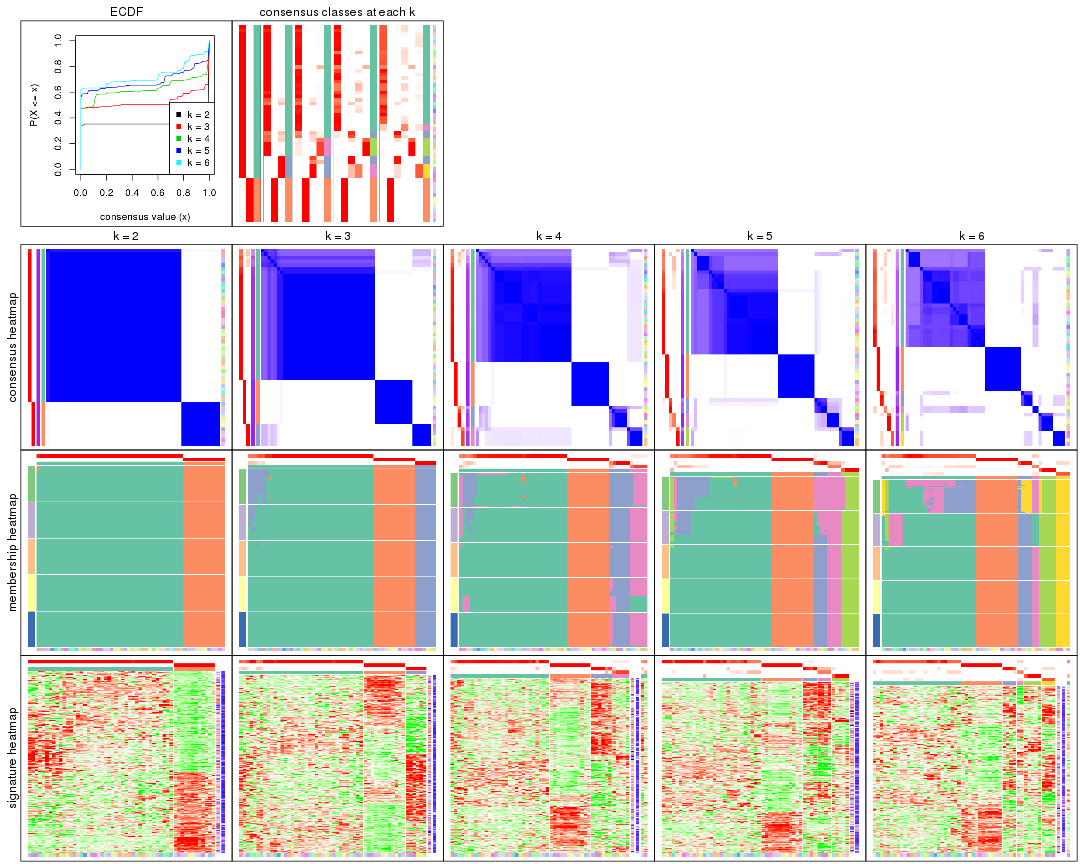 ECDF
consensus classes at each k
P(X <= x)
1.0
0.8
0.6
0.4
0.2
0.0
k = 2
k = 3
k = 4
k = 5
k = 6
0.0 0.2 0.4 0.6 0.8 1.0
consensus value (x)
k = 2
k = 3
k = 4
k = 5
k = 6
consensus heatmap
membership heatmap
signature heatmap